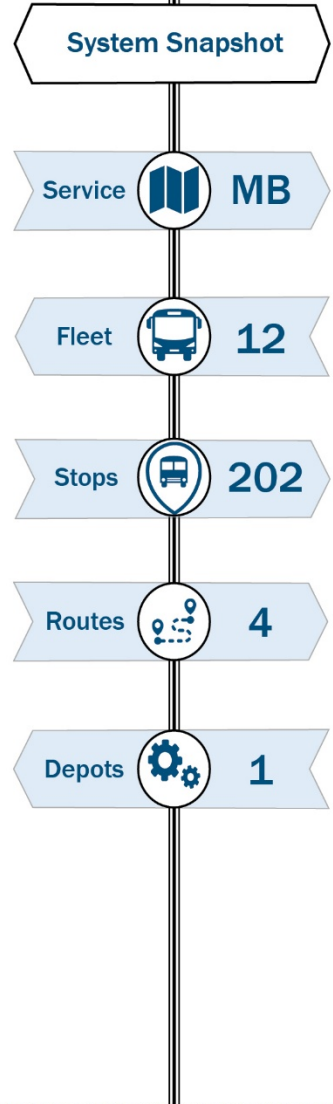 System Snapshot
Service MB
Fleet 12
Stops 202
Routes 4
Depots 1